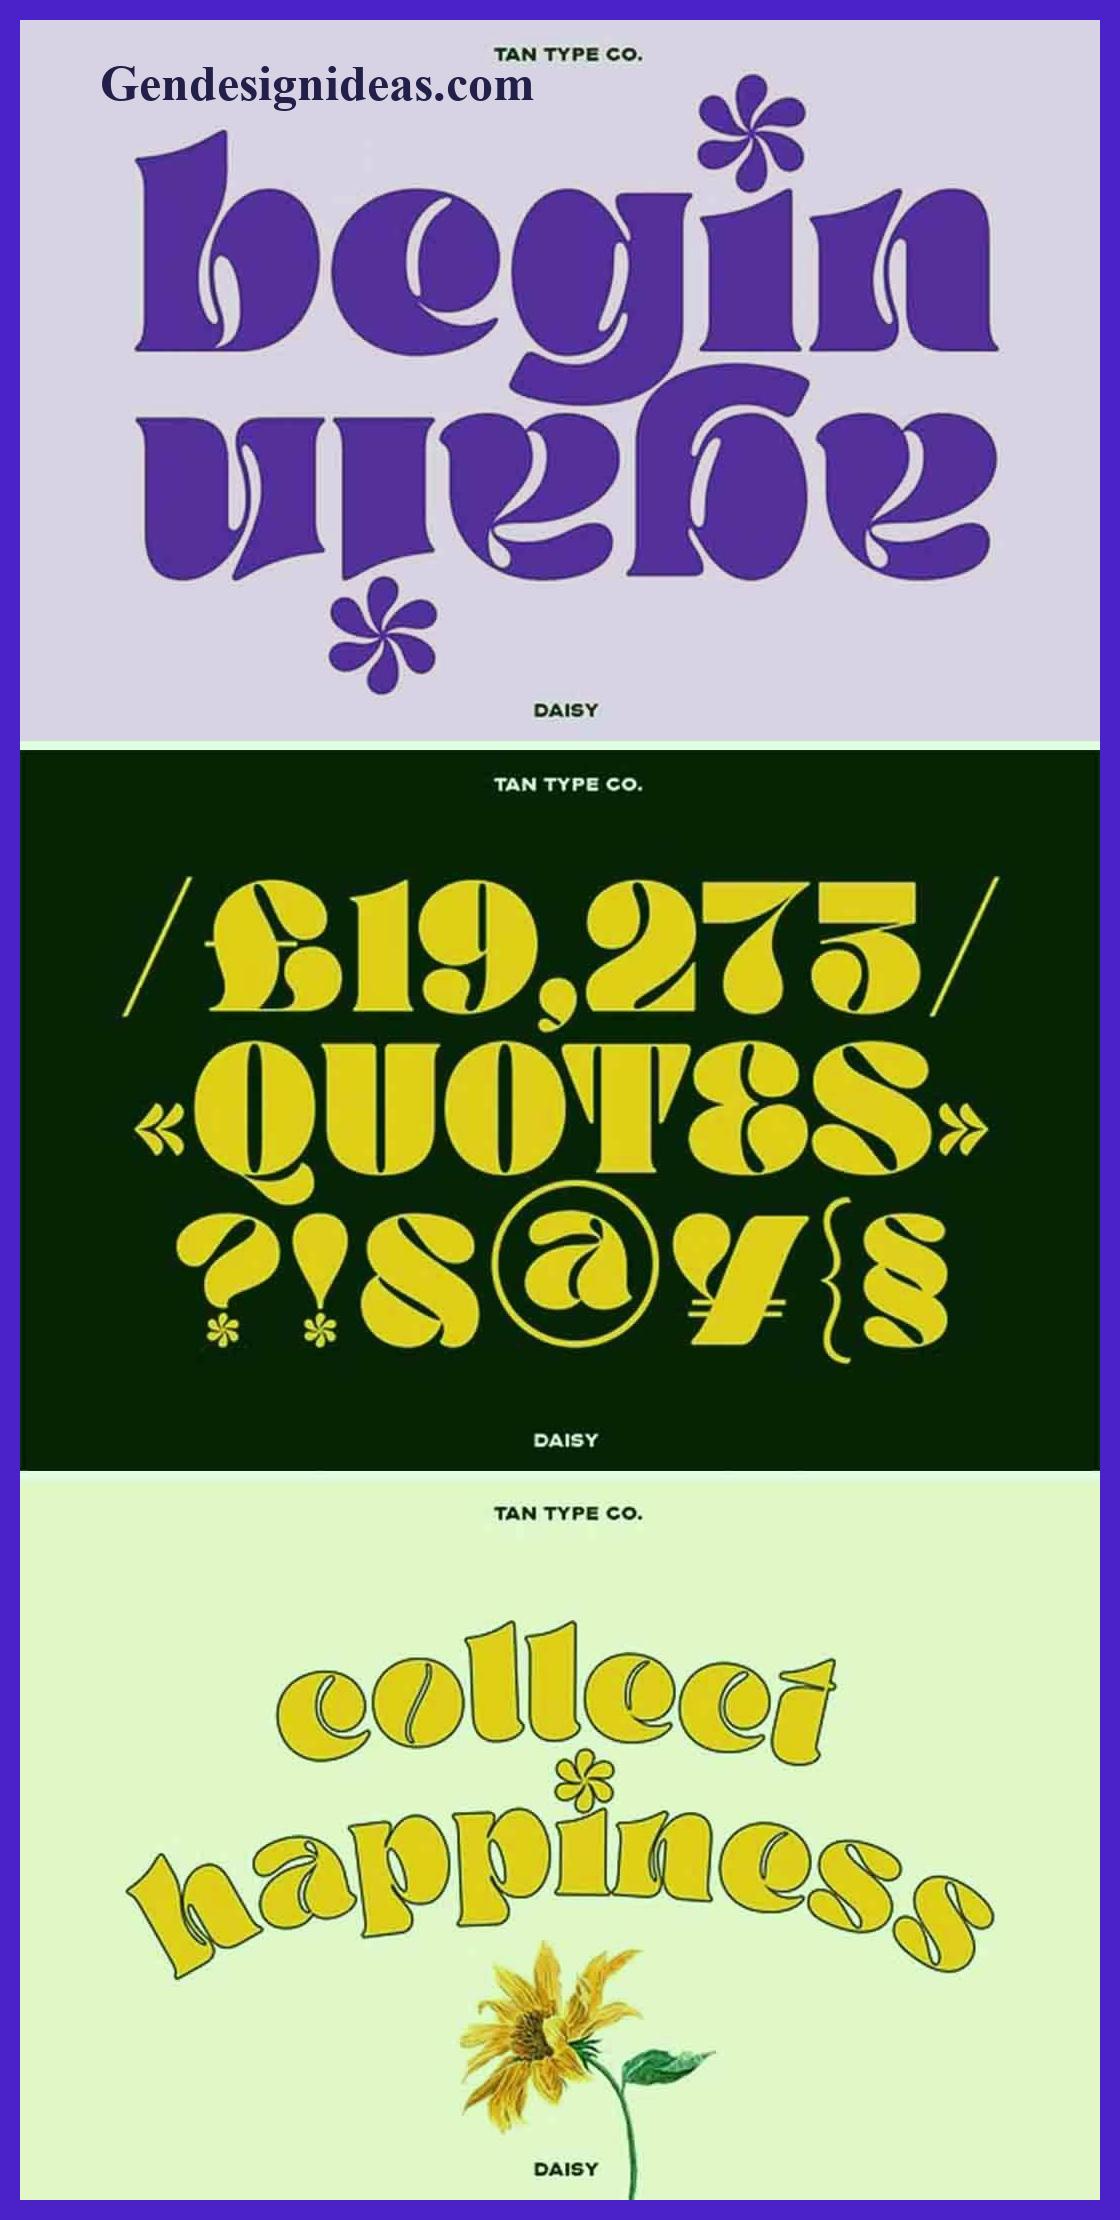 TAN TYPE CO.
Gendesignideas.com
begin
again
DAISY
TAN TYPE CO.
/£19,273/
«QUOTES»
?!&@¥{§
DAISY
TAN TYPE CO.
collect
happiness
DAISY